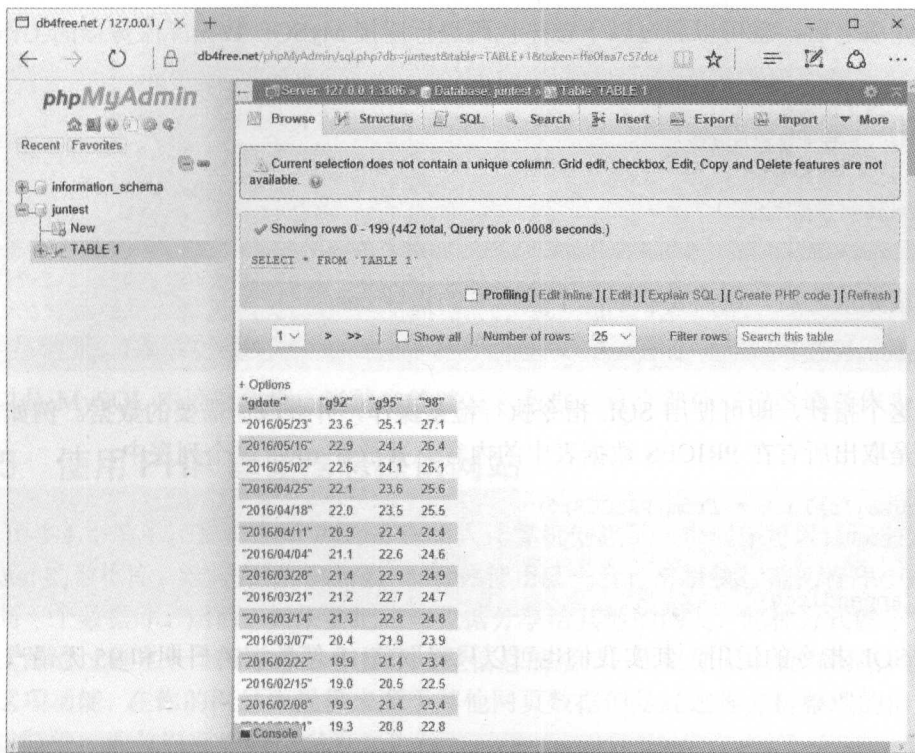 db4free.net / 127.0.0.1 /
db4free.net/phpMyAdmin/sql.php?db=juntest&table=TABLE+1&token=ffe0faa7c57dce
phpMyAdmin
Recent Favorites
information_schema
juntest
New
TABLE 1
Server: 127.0.0.1:3306 » Database: juntest » Table: TABLE 1
Browse Structure SQL Search Insert Export Import More
Current selection does not contain a unique column. Grid edit, checkbox, Edit, Copy and Delete features are not
available.
Showing rows 0 - 199 (442 total, Query took 0.0008 seconds.)
SELECT * FROM `TABLE 1`
Profiling [ Edit inline ] [ Edit ] [ Explain SQL ] [ Create PHP code ] [ Refresh ]
1 > >> Show all Number of rows: 25 Filter rows: Search this table
+ Options
"gdate" "g92" "g95" "98"
"2016/05/23" 23.6 25.1 27.1
"2016/05/16" 22.9 24.4 26.4
"2016/05/02" 22.6 24.1 26.1
"2016/04/25" 22.1 23.6 25.6
"2016/04/18" 22.0 23.5 25.5
"2016/04/11" 20.9 22.4 24.4
"2016/04/04" 21.1 22.6 24.6
"2016/03/28" 21.4 22.9 24.9
"2016/03/21" 21.2 22.7 24.7
"2016/03/14" 21.3 22.8 24.8
"2016/03/07" 20.4 21.9 23.9
"2016/02/22" 19.9 21.4 23.4
"2016/02/15" 19.0 20.5 22.5
"2016/02/08" 19.9 21.4 23.4
19.3 20.8 22.8
Console